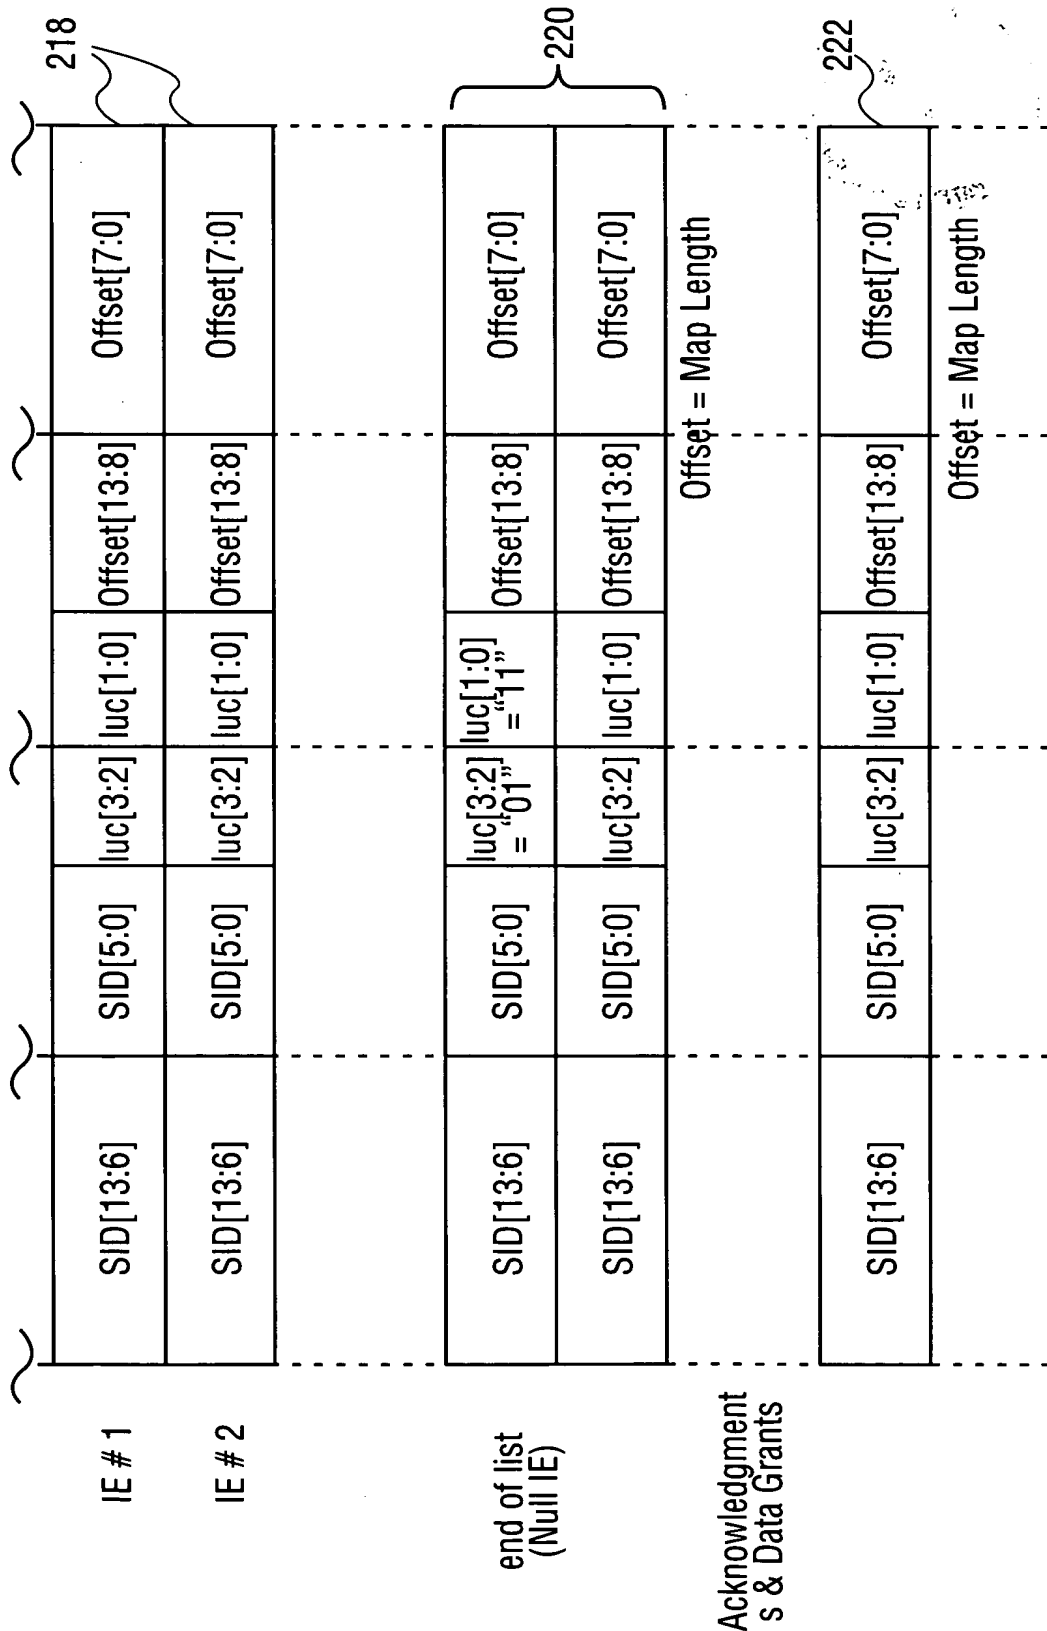 218
IE # 1 SID[13:6] SID[5:0] Iuc[3:2] Iuc[1:0] Offset[13:8] Offset[7:0]
IE # 2 SID[13:6] SID[5:0] Iuc[3:2] Iuc[1:0] Offset[13:8] Offset[7:0]
end of list
(Null IE)
SID[13:6] SID[5:0] Iuc[3:2] = “01” Iuc[1:0] = “11” Offset[13:8] Offset[7:0]
SID[13:6] SID[5:0] Iuc[3:2] Iuc[1:0] Offset[13:8] Offset[7:0]
220
Offset = Map Length
Acknowledgment
s & Data Grants
222
SID[13:6] SID[5:0] Iuc[3:2] Iuc[1:0] Offset[13:8] Offset[7:0]
Offset = Map Length